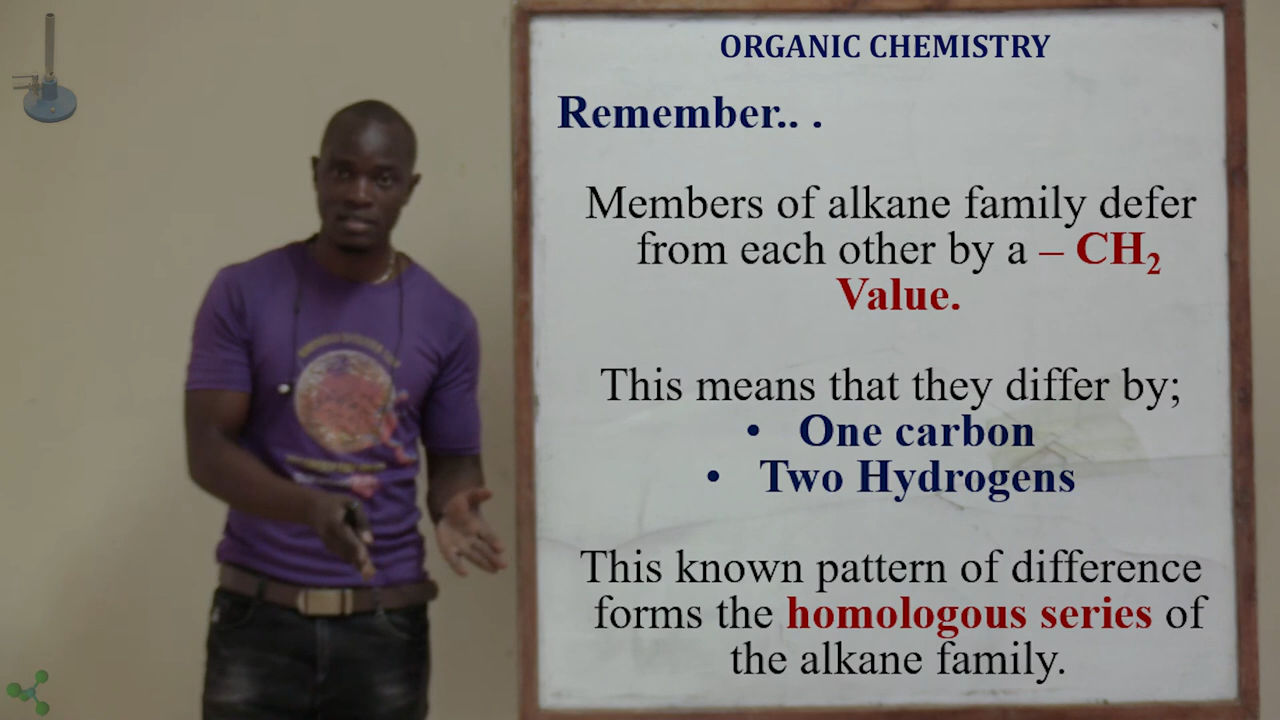 ORGANIC CHEMISTRY
Remember.. .
Members of alkane family defer
from each other by a – CH₂
Value.
This means that they differ by;
• One carbon
• Two Hydrogens
This known pattern of difference
forms the homologous series of
the alkane family.